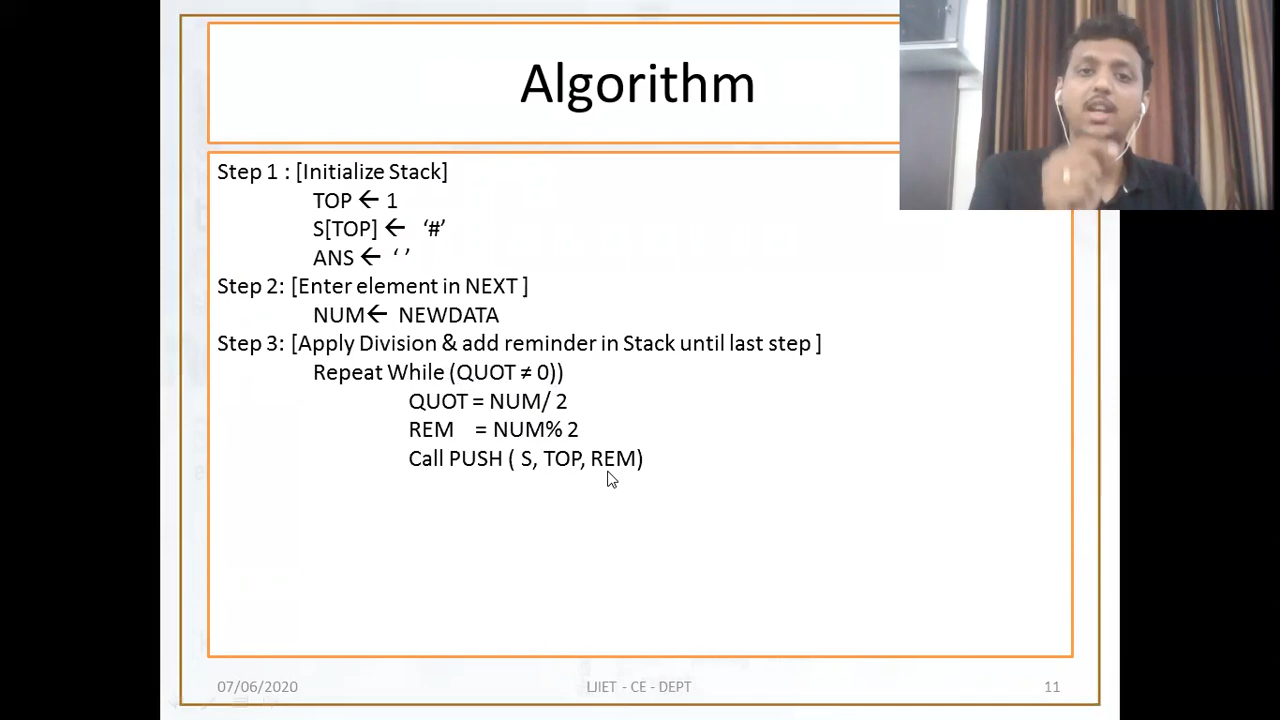 Algorithm
Step 1 : [Initialize Stack]
TOP ← 1
S[TOP] ← ‘#’
ANS ← ‘ ’
Step 2: [Enter element in NEXT ]
NUM← NEWDATA
Step 3: [Apply Division & add reminder in Stack until last step ]
Repeat While (QUOT ≠ 0))
QUOT = NUM/ 2
REM = NUM% 2
Call PUSH ( S, TOP, REM)
07/06/2020 LJIET - CE - DEPT 11